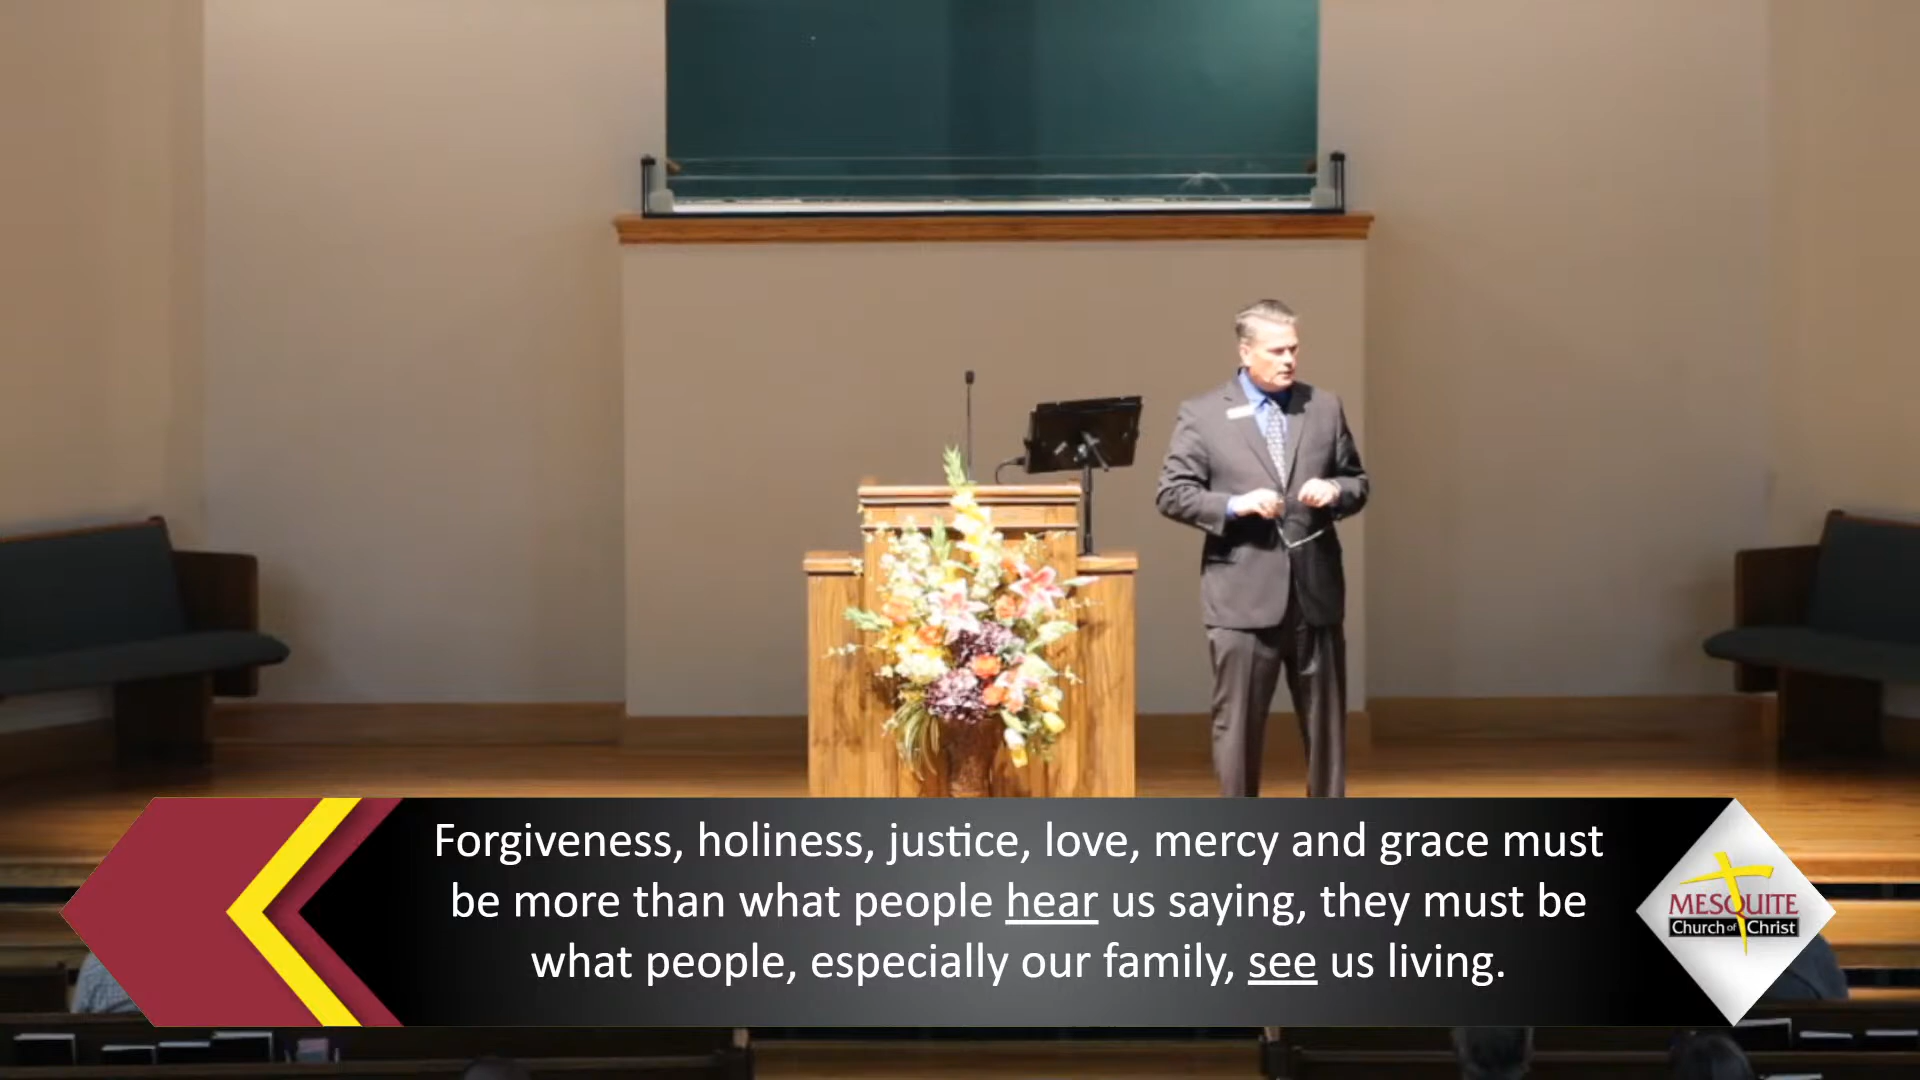 Forgiveness, holiness, justice, love, mercy and grace must
be more than what people hear us saying, they must be
what people, especially our family, see us living.
MESQUITE
Church of Christ